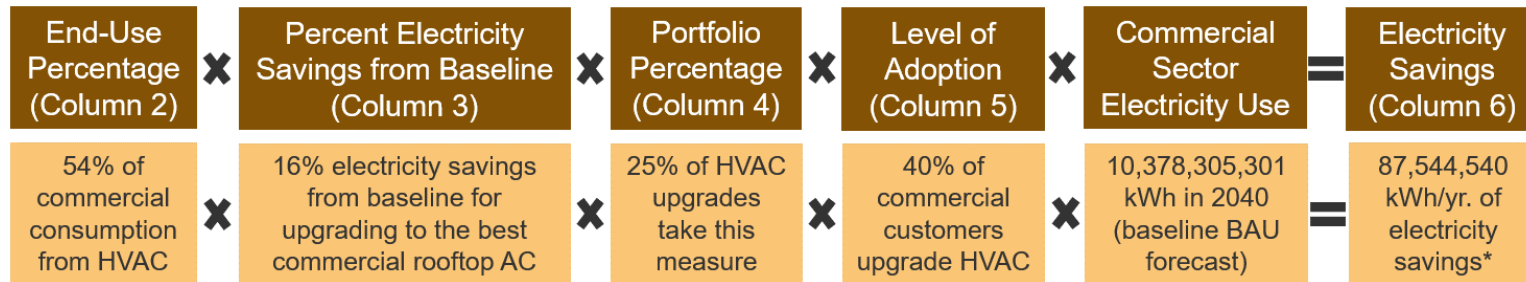 End-Use
Percentage
(Column 2)
×
Percent Electricity
Savings from Baseline
(Column 3)
×
Portfolio
Percentage
(Column 4)
×
Level of
Adoption
(Column 5)
×
Commercial
Sector
Electricity Use
=
Electricity
Savings
(Column 6)
54% of
commercial
consumption
from HVAC
×
16% electricity savings
from baseline for
upgrading to the best
commercial rooftop AC
×
25% of HVAC
upgrades
take this
measure
×
40% of
commercial
customers
upgrade HVAC
×
10,378,305,301
kWh in 2040
(baseline BAU
forecast)
=
87,544,540
kWh/yr. of
electricity
savings*